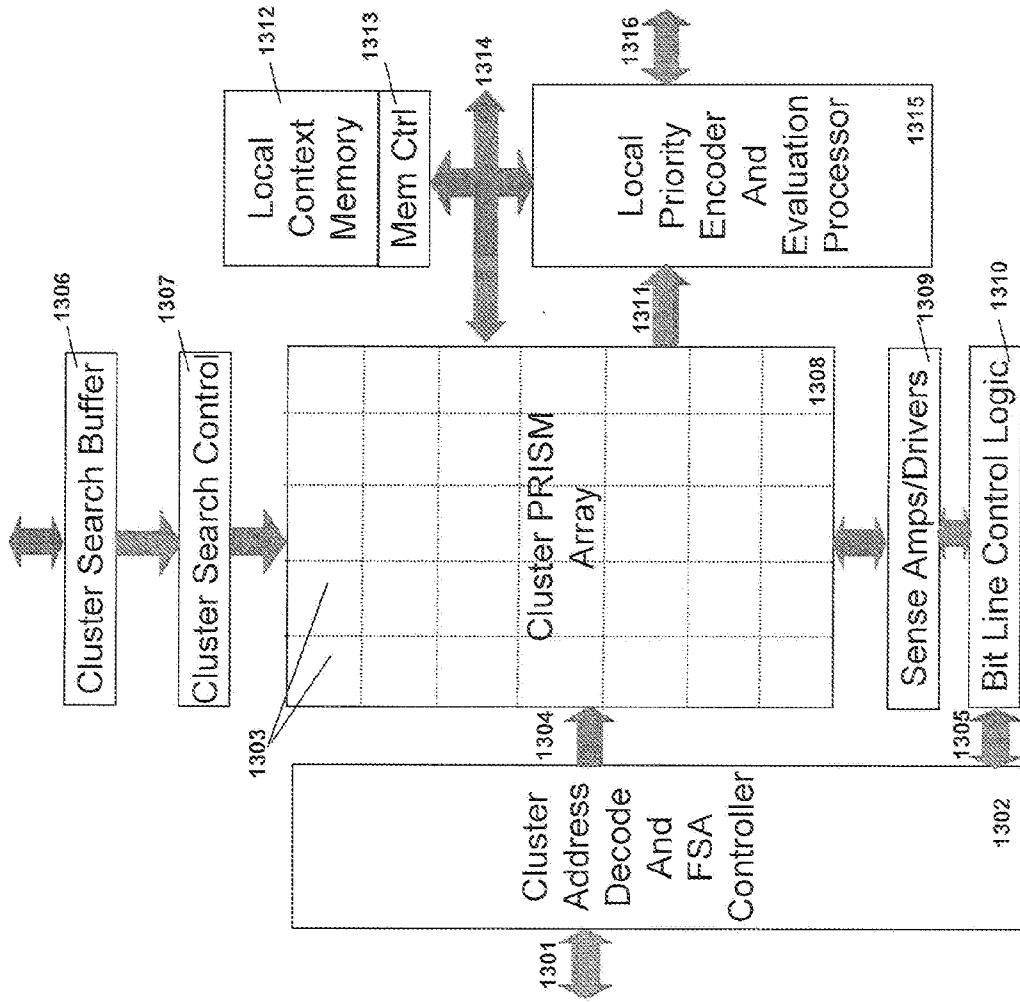 1306
Cluster Search Buffer
1307
Cluster Search Control
1312
Local
Context
Memory
1313
Mem Ctrl
1314
1303
Cluster PRISM
Array
1308
1301
Cluster
Address
Decode
And
FSA
Controller
1302
1304
1305
1311
Local
Priority
Encoder
And
Evaluation
Processor
1315
1316
Sense Amps/Drivers
1309
Bit Line Control Logic
1310